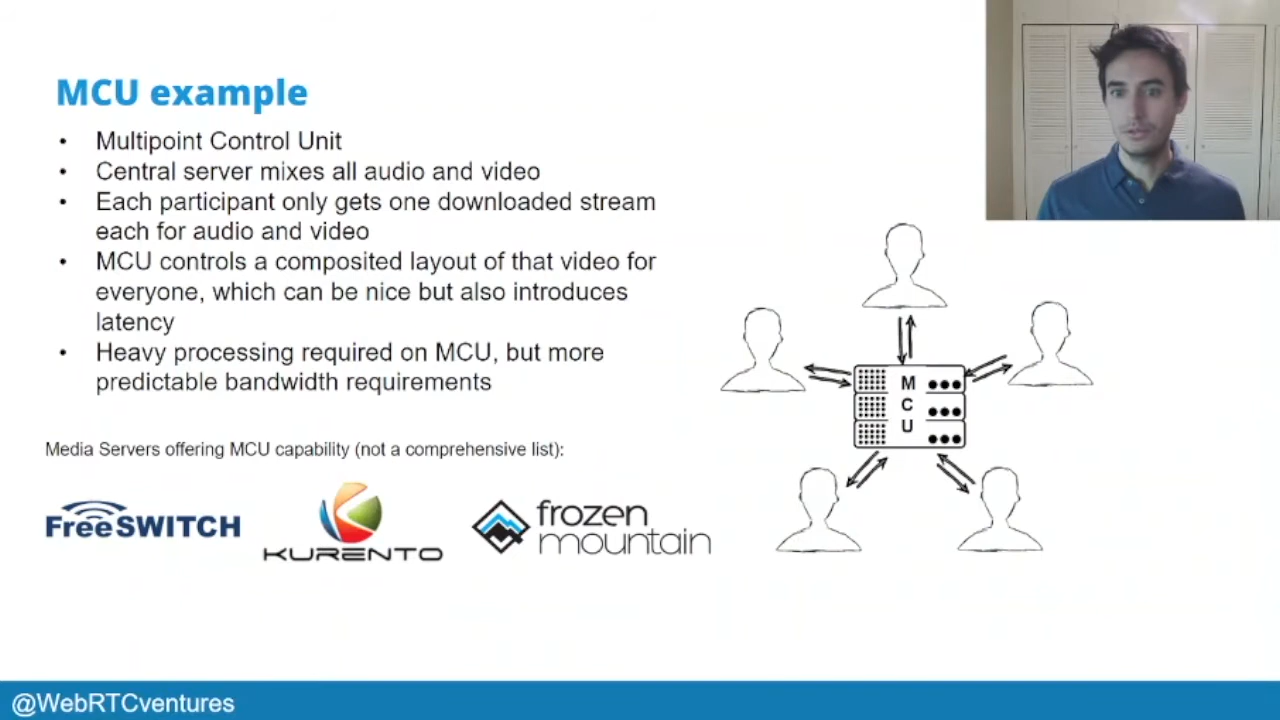 MCU example
• Multipoint Control Unit
• Central server mixes all audio and video
• Each participant only gets one downloaded stream
each for audio and video
• MCU controls a composited layout of that video for
everyone, which can be nice but also introduces
latency
• Heavy processing required on MCU, but more
predictable bandwidth requirements
M
C
U
Media Servers offering MCU capability (not a comprehensive list):
FreeSWITCH
KURENTO
frozen
mountain
@WebRTCventures